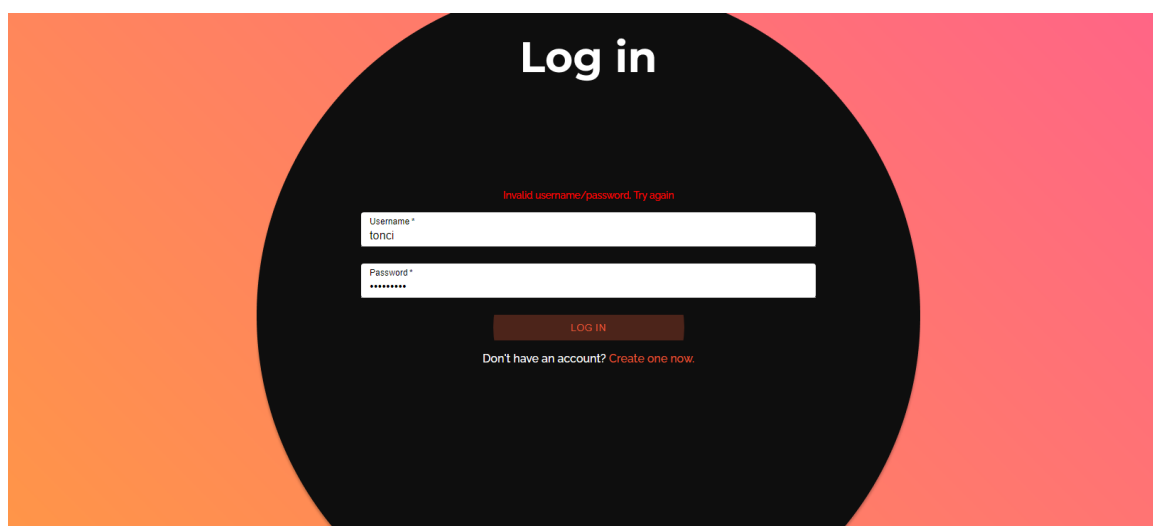 Log in
Invalid username/password, Try again
Username *
tonci
Password *
•••••••••
LOG IN
Don't have an account? Create one now.